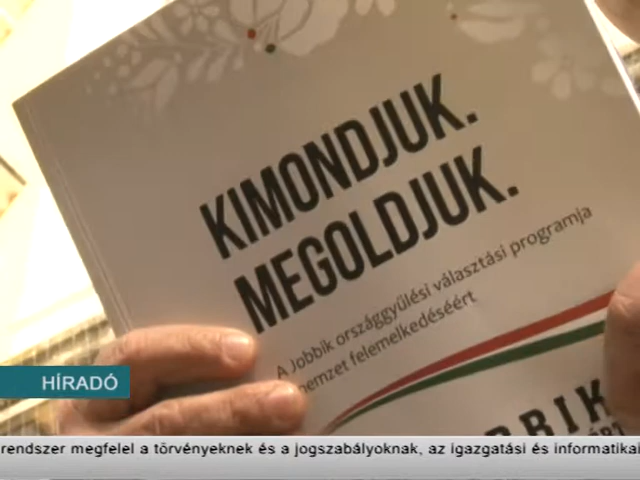 KIMONDJUK.
MEGOLDJUK.
A Jobbik országgyűlési választási programja
nemzet felemelkedéséért
HÍRADÓ
rendszer megfelel a törvényeknek és a jogszabályoknak, az igazgatási és informatikai